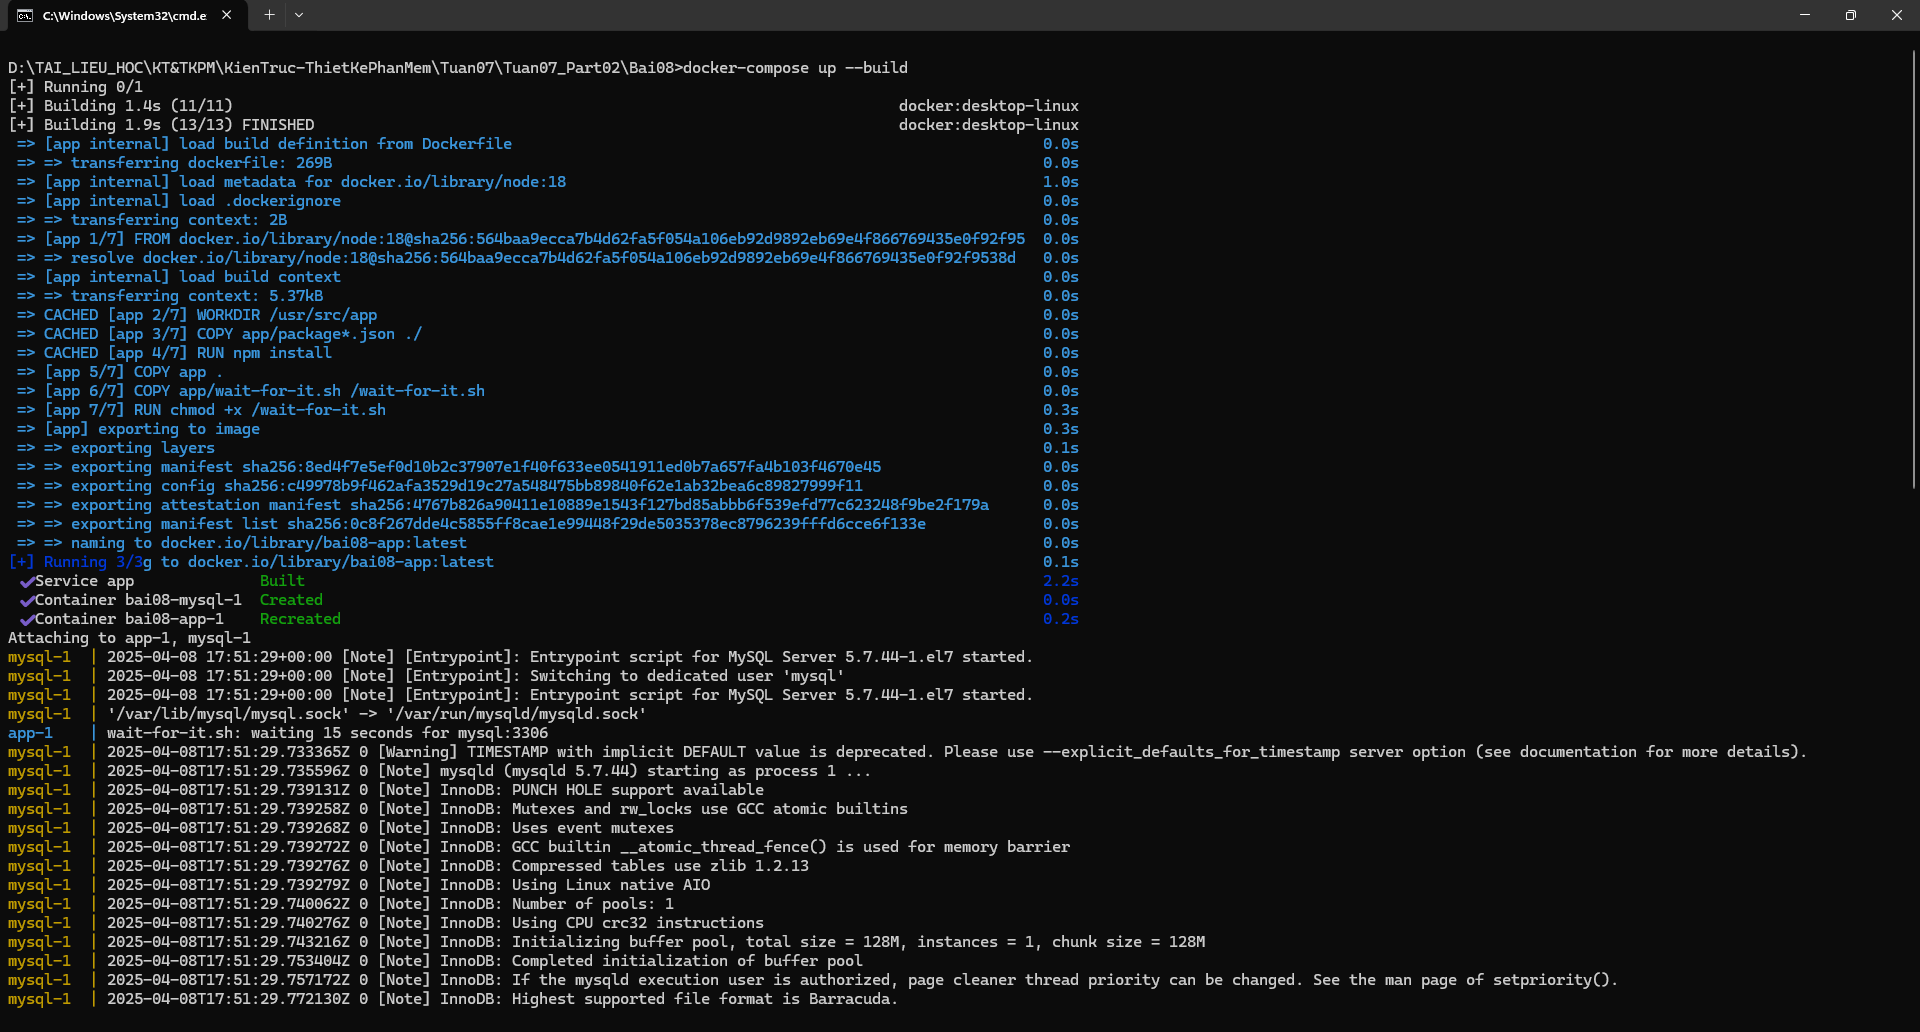 C:\Windows\System32\cmd.e
D:\TAI_LIEU_HOC\KT&TKPM\KienTruc-ThietKePhanMem\Tuan07\Tuan07_Part02\Bai08>docker-compose up --build
[+] Running 0/1
[+] Building 1.4s (11/11) docker:desktop-linux
[+] Building 1.9s (13/13) FINISHED docker:desktop-linux
=> [app internal] load build definition from Dockerfile 0.0s
=> => transferring dockerfile: 269B 0.0s
=> [app internal] load metadata for docker.io/library/node:18 1.0s
=> [app internal] load .dockerignore 0.0s
=> => transferring context: 2B 0.0s
=> [app 1/7] FROM docker.io/library/node:18@sha256:564baa9ecca7b4d62fa5f054a106eb92d9892eb69e4f866769435e0f92f95 0.0s
=> => resolve docker.io/library/node:18@sha256:564baa9ecca7b4d62fa5f054a106eb92d9892eb69e4f866769435e0f92f9538d 0.0s
=> [app internal] load build context 0.0s
=> => transferring context: 5.37kB 0.0s
=> CACHED [app 2/7] WORKDIR /usr/src/app 0.0s
=> CACHED [app 3/7] COPY app/package*.json ./ 0.0s
=> CACHED [app 4/7] RUN npm install 0.0s
=> [app 5/7] COPY app . 0.0s
=> [app 6/7] COPY app/wait-for-it.sh /wait-for-it.sh 0.0s
=> [app 7/7] RUN chmod +x /wait-for-it.sh 0.3s
=> [app] exporting to image 0.3s
=> => exporting layers 0.1s
=> => exporting manifest sha256:8ed4f7e5ef0d10b2c37907e1f40f633ee0541911ed0b7a657fa4b103f4670e45 0.0s
=> => exporting config sha256:c49978b9f462afa3529d19c27a548475bb89840f62e1ab32bea6c89827999f11 0.0s
=> => exporting attestation manifest sha256:4767b826a90411e10889e1543f127bd85abbb6f539efd77c623248f9be2f179a 0.0s
=> => exporting manifest list sha256:0c8f267dde4c5855ff8cae1e99448f29de5035378ec8796239fffd6cce6f133e 0.0s
=> => naming to docker.io/library/bai08-app:latest 0.0s
[+] Running 3/3g to docker.io/library/bai08-app:latest 0.1s
✔Service app Built 2.2s
✔Container bai08-mysql-1 Created 0.0s
✔Container bai08-app-1 Recreated 0.2s
Attaching to app-1, mysql-1
mysql-1 | 2025-04-08 17:51:29+00:00 [Note] [Entrypoint]: Entrypoint script for MySQL Server 5.7.44-1.el7 started.
mysql-1 | 2025-04-08 17:51:29+00:00 [Note] [Entrypoint]: Switching to dedicated user 'mysql'
mysql-1 | 2025-04-08 17:51:29+00:00 [Note] [Entrypoint]: Entrypoint script for MySQL Server 5.7.44-1.el7 started.
mysql-1 | '/var/lib/mysql/mysql.sock' -> '/var/run/mysqld/mysqld.sock'
app-1 | wait-for-it.sh: waiting 15 seconds for mysql:3306
mysql-1 | 2025-04-08T17:51:29.733365Z 0 [Warning] TIMESTAMP with implicit DEFAULT value is deprecated. Please use --explicit_defaults_for_timestamp server option (see documentation for more details).
mysql-1 | 2025-04-08T17:51:29.735596Z 0 [Note] mysqld (mysqld 5.7.44) starting as process 1 ...
mysql-1 | 2025-04-08T17:51:29.739131Z 0 [Note] InnoDB: PUNCH HOLE support available
mysql-1 | 2025-04-08T17:51:29.739258Z 0 [Note] InnoDB: Mutexes and rw_locks use GCC atomic builtins
mysql-1 | 2025-04-08T17:51:29.739268Z 0 [Note] InnoDB: Uses event mutexes
mysql-1 | 2025-04-08T17:51:29.739272Z 0 [Note] InnoDB: GCC builtin __atomic_thread_fence() is used for memory barrier
mysql-1 | 2025-04-08T17:51:29.739276Z 0 [Note] InnoDB: Compressed tables use zlib 1.2.13
mysql-1 | 2025-04-08T17:51:29.739279Z 0 [Note] InnoDB: Using Linux native AIO
mysql-1 | 2025-04-08T17:51:29.740062Z 0 [Note] InnoDB: Number of pools: 1
mysql-1 | 2025-04-08T17:51:29.740276Z 0 [Note] InnoDB: Using CPU crc32 instructions
mysql-1 | 2025-04-08T17:51:29.743216Z 0 [Note] InnoDB: Initializing buffer pool, total size = 128M, instances = 1, chunk size = 128M
mysql-1 | 2025-04-08T17:51:29.753404Z 0 [Note] InnoDB: Completed initialization of buffer pool
mysql-1 | 2025-04-08T17:51:29.757172Z 0 [Note] InnoDB: If the mysqld execution user is authorized, page cleaner thread priority can be changed. See the man page of setpriority().
mysql-1 | 2025-04-08T17:51:29.772130Z 0 [Note] InnoDB: Highest supported file format is Barracuda.